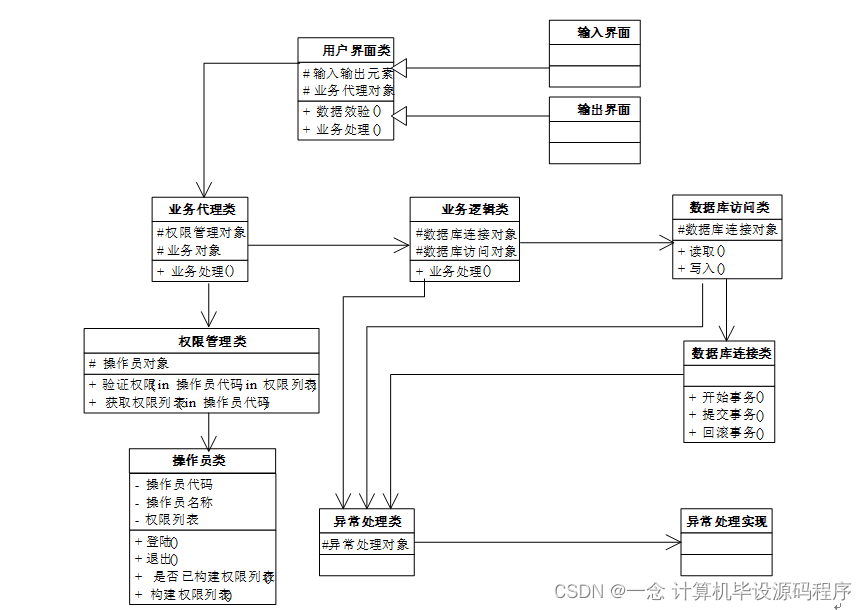 用户界面类
#输入输出元素
#业务代理对象
+ 数据效验()
+ 业务处理()
输入界面
输出界面
业务代理类
#权限管理对象
#业务对象
+ 业务处理()
业务逻辑类
#数据库连接对象
#数据库访问对象
+ 业务处理()
数据库访问类
#数据库连接对象
+ 读取()
+ 写入()
权限管理类
# 操作员对象
+ 验证权限(in 操作员代码, in 权限列表)
+ 获取权限列表(in 操作员代码)
数据库连接类
+ 开始事务()
+ 提交事务()
+ 回滚事务()
操作员类
- 操作员代码
- 操作员名称
- 权限列表
+ 登陆()
+ 退出()
+ 是否已构建权限列表()
+ 构建权限列表()
异常处理类
#异常处理对象
异常处理实现
CSDN @一念 计算机毕设源码程序